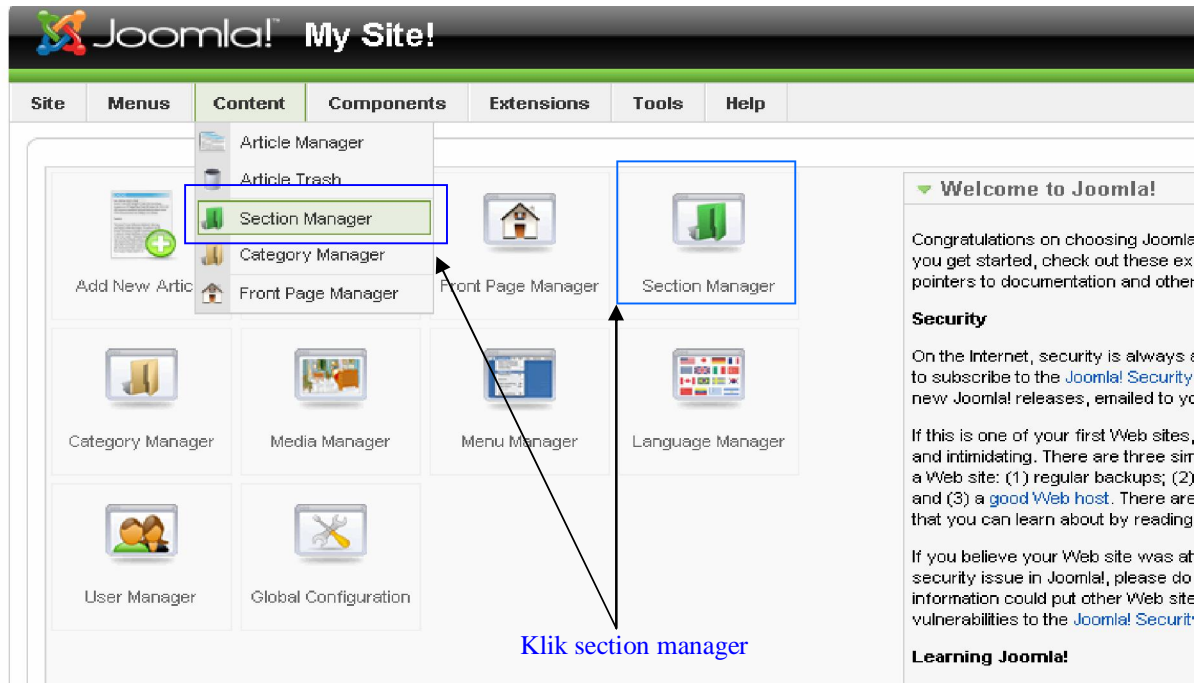 Joomla! My Site!
Site Menus Content Components Extensions Tools Help
Article Manager
Article Trash
Section Manager
Category Manager
Front Page Manager
Add New Artic
Front Page Manager
Section Manager
Category Manager
Media Manager
Menu Manager
Language Manager
User Manager
Global Configuration
Klik section manager
Welcome to Joomla!
Congratulations on choosing Joomla
you get started, check out these ex
pointers to documentation and other
Security
On the Internet, security is always a
to subscribe to the Joomla! Security
new Joomla! releases, emailed to yo
If this is one of your first Web sites,
and intimidating. There are three sim
a Web site: (1) regular backups; (2)
and (3) a good Web host. There are
that you can learn about by reading
If you believe your Web site was at
security issue in Joomla!, please do
information could put other Web site
vulnerabilities to the Joomla! Securit
Learning Joomla!